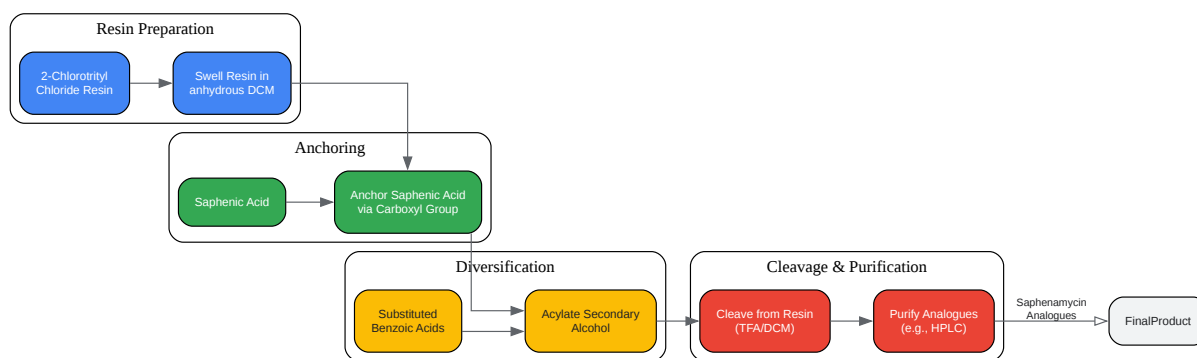 Resin Preparation
2-Chlorotrityl
Chloride Resin
Swell Resin in
anhydrous DCM
Anchoring
Saphenic Acid
Anchor Saphenic Acid
via Carboxyl Group
Diversification
Substituted
Benzoic Acids
Acylate Secondary
Alcohol
Cleavage & Purification
Cleave from Resin
(TFA/DCM)
Purify Analogues
(e.g., HPLC)
Saphenamycin
Analogues
FinalProduct